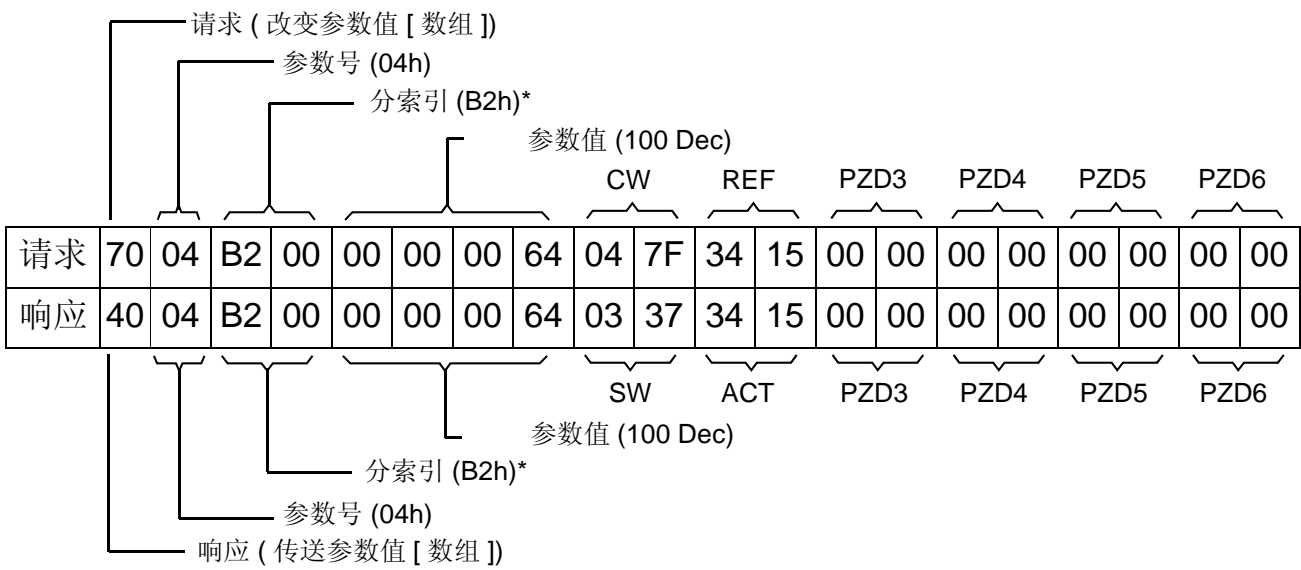 请求 ( 改变参数值 [ 数组 ])
参数号 (04h)
分索引 (B2h)*
参数值 (100 Dec)
CW REF PZD3 PZD4 PZD5 PZD6
请求 70 04 B2 00 00 00 00 64 04 7F 34 15 00 00 00 00 00 00 00 00
响应 40 04 B2 00 00 00 00 64 03 37 34 15 00 00 00 00 00 00 00 00
SW ACT PZD3 PZD4 PZD5 PZD6
参数值 (100 Dec)
分索引 (B2h)*
参数号 (04h)
响应 ( 传送参数值 [ 数组 ])